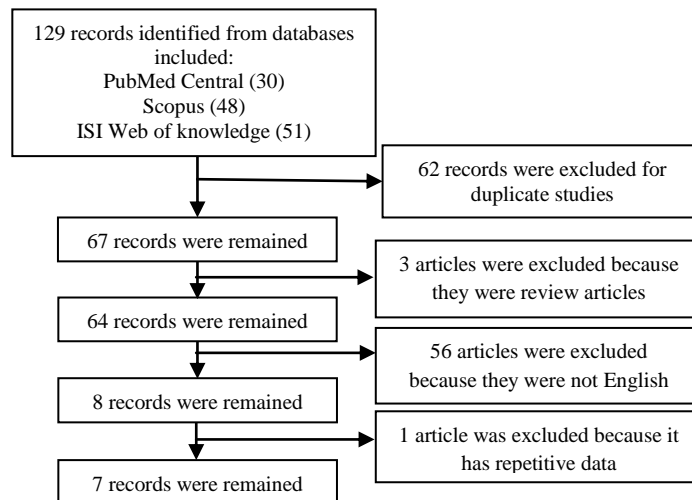 129 records identified from databases
included:
PubMed Central (30)
Scopus (48)
ISI Web of knowledge (51)
62 records were excluded for
duplicate studies
67 records were remained
3 articles were excluded because
they were review articles
64 records were remained
56 articles were excluded
because they were not English
8 records were remained
1 article was excluded because it
has repetitive data
7 records were remained